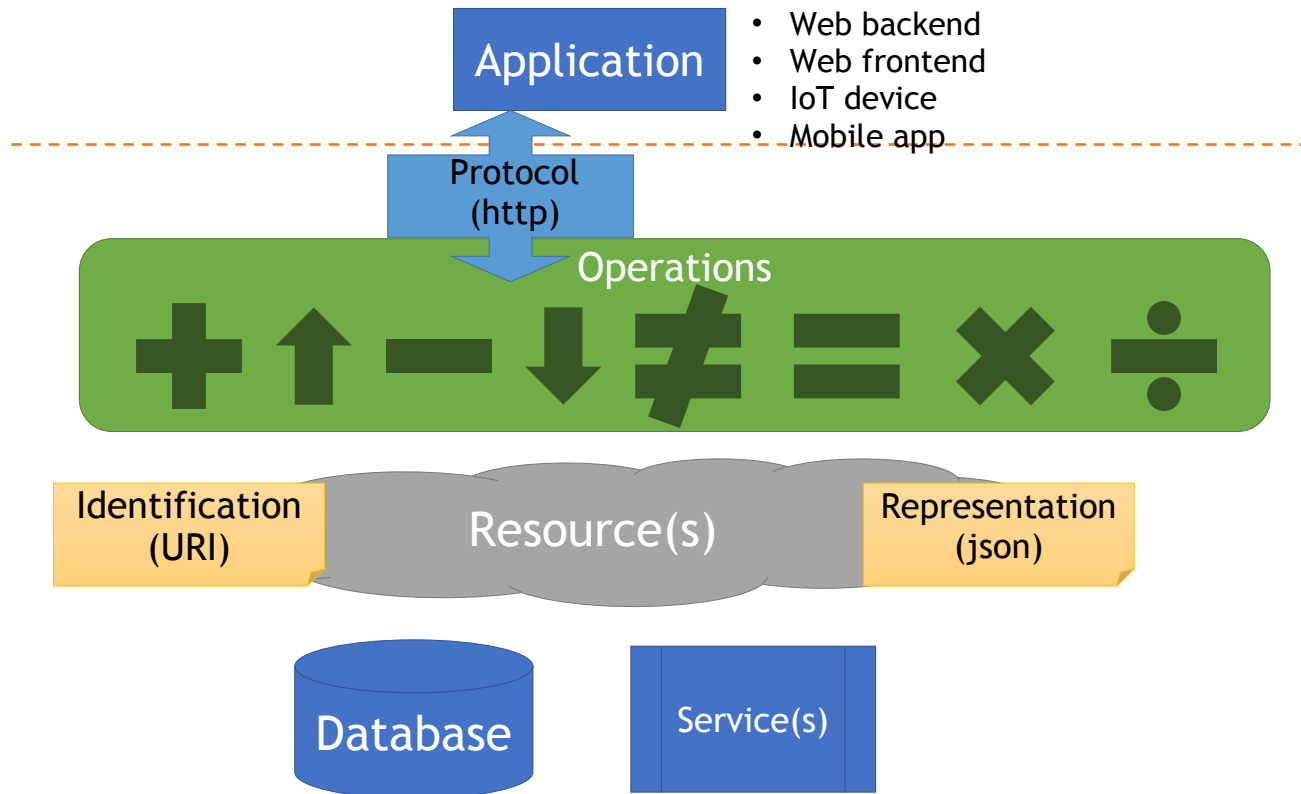 Application
• Web backend
• Web frontend
• IoT device
• Mobile app
Protocol
(http)
Operations
Identification
(URI)
Resource(s)
Representation
(json)
Database
Service(s)